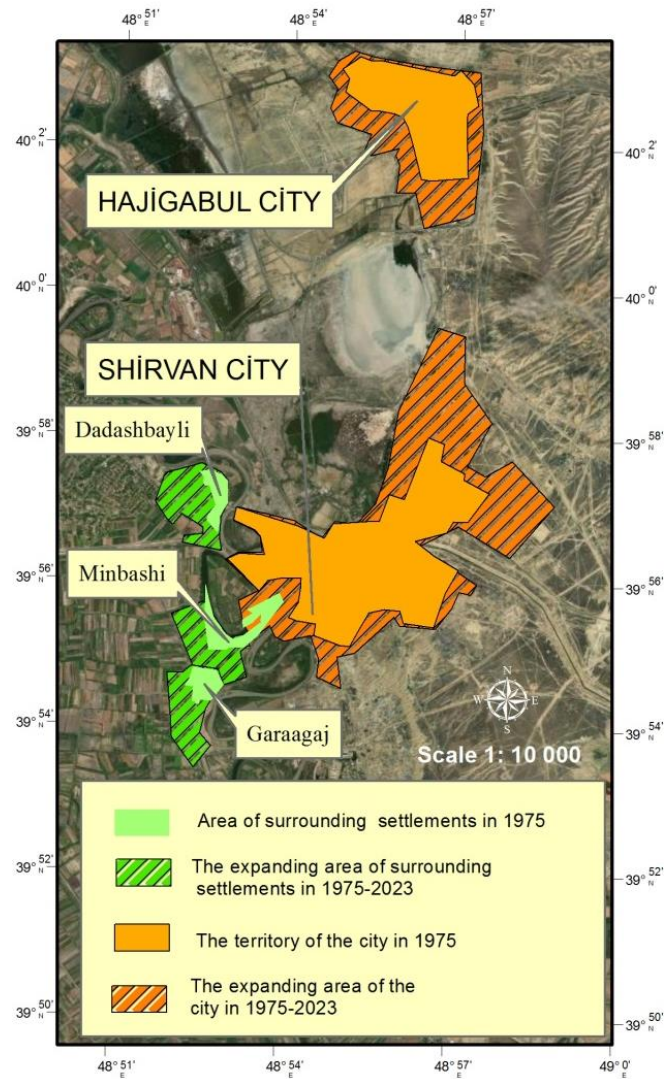 48° 51' E
48° 54' E
48° 57' E
40° 2' N
40° 2' N
HAJİGABUL CİTY
40° 0' N
40° 0' N
SHİRVAN CİTY
39° 58' N
39° 58' N
Dadashbayli
39° 56' N
39° 56' N
Minbashi
N
W E
S
39° 54' N
39° 54' N
Garaagaj
Scale 1: 10 000
Area of surrounding settlements in 1975
39° 52' N
39° 52' N
The expanding area of surrounding
settlements in 1975-2023
The territory of the city in 1975
The expanding area of the
city in 1975-2023
39° 50' N
39° 50' N
48° 51' E
48° 54' E
48° 57' E
49° 0' E